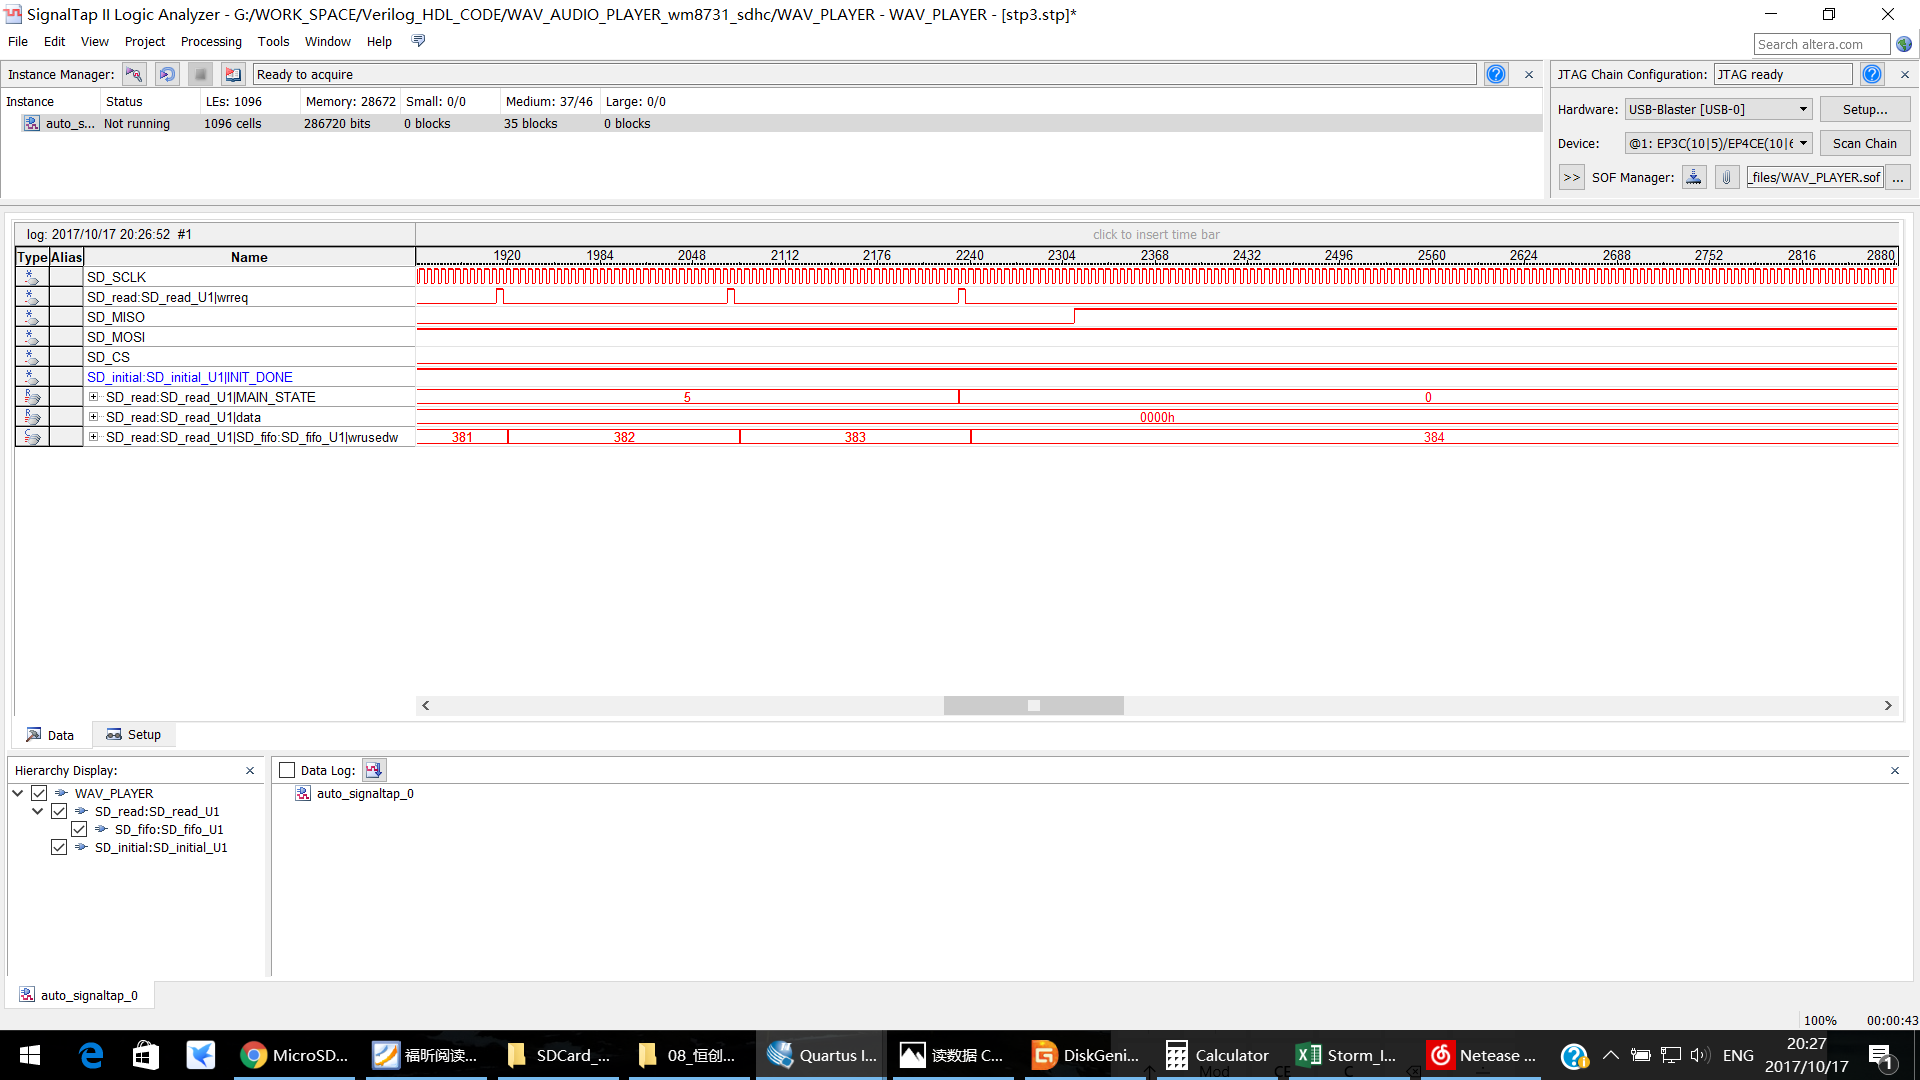 SignalTap II Logic Analyzer - G:/WORK_SPACE/Verilog_HDL_CODE/WAV_AUDIO_PLAYER_wm8731_sdhc/WAV_PLAYER - WAV_PLAYER - [stp3.stp]*
File Edit View Project Processing Tools Window Help
Search altera.com
Instance Manager: Ready to acquire
JTAG Chain Configuration: JTAG ready
Instance Status LEs: 1096 Memory: 28672 Small: 0/0 Medium: 37/46 Large: 0/0
auto_s... Not running 1096 cells 286720 bits 0 blocks 35 blocks 0 blocks
Hardware: USB-Blaster [USB-0] Setup...
Device: @1: EP3C(10|5)/EP4CE(10|6 Scan Chain
>> SOF Manager: _files/WAV_PLAYER.sof ...
log: 2017/10/17 20:26:52 #1
click to insert time bar
Type Alias Name
1920 1984 2048 2112 2176 2240 2304 2368 2432 2496 2560 2624 2688 2752 2816 2880
SD_SCLK
SD_read:SD_read_U1|wrreq
SD_MISO
SD_MOSI
SD_CS
SD_initial:SD_initial_U1|INIT_DONE
SD_read:SD_read_U1|MAIN_STATE 5 0
SD_read:SD_read_U1|data 0000h
SD_read:SD_read_U1|SD_fifo:SD_fifo_U1|wrusedw 381 382 383 384
Data Setup
Hierarchy Display:
WAV_PLAYER
SD_read:SD_read_U1
SD_fifo:SD_fifo_U1
SD_initial:SD_initial_U1
Data Log:
auto_signaltap_0
auto_signaltap_0
100% 00:00:43
MicroSD... 福昕阅读... SDCard_... 08_恒创... Quartus I... 读数据 C... DiskGeni... Calculator Storm_I... Netease ... ENG
20:27
2017/10/17
1
Mod CE C